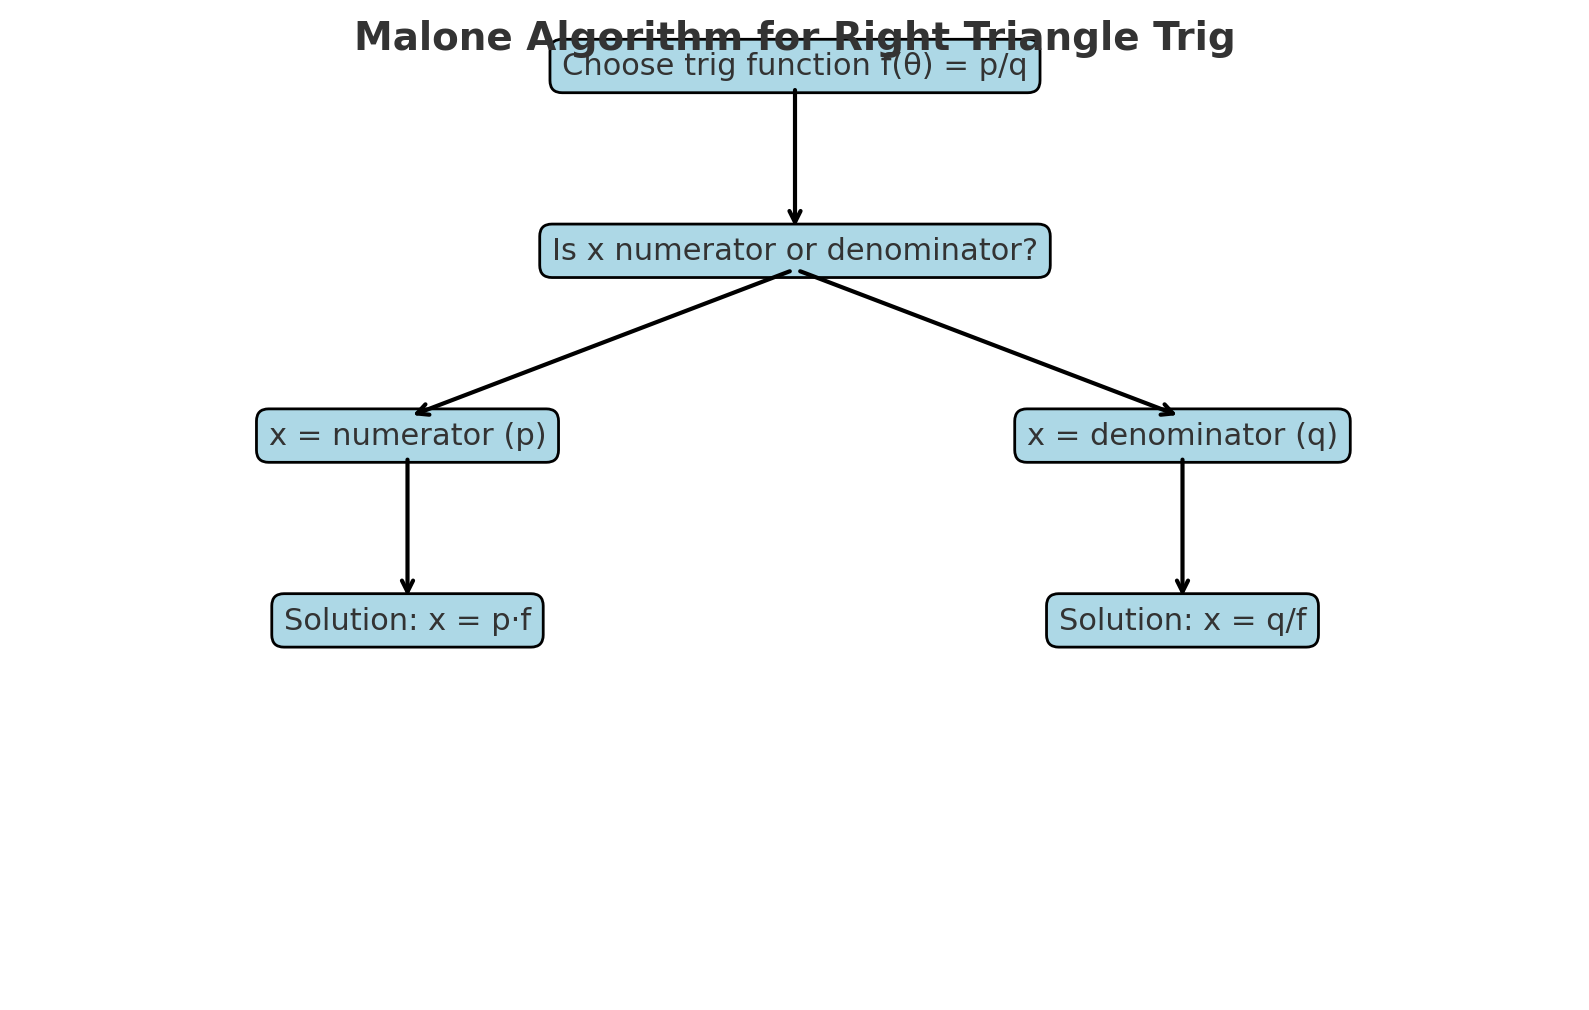 Malone Algorithm for Right Triangle Trig
Choose trig function f(θ) = p/q
Is x numerator or denominator?
x = numerator (p)
x = denominator (q)
Solution: x = p·f
Solution: x = q/f